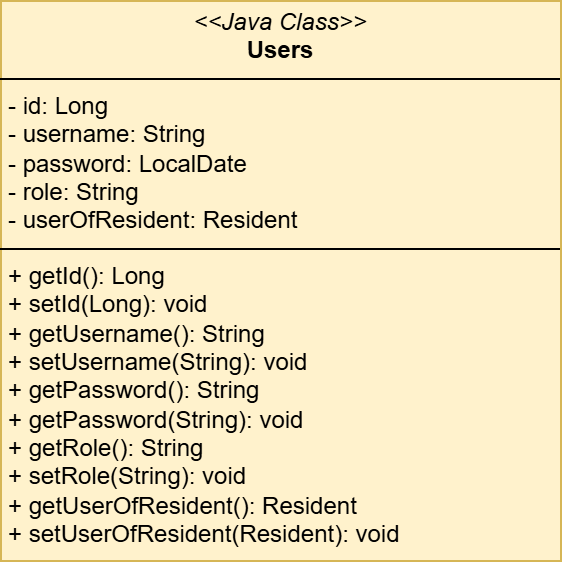 <<Java Class>>
Users
- id: Long
- username: String
- password: LocalDate
- role: String
- userOfResident: Resident
+ getId(): Long
+ setId(Long): void
+ getUsername(): String
+ setUsername(String): void
+ getPassword(): String
+ getPassword(String): void
+ getRole(): String
+ setRole(String): void
+ getUserOfResident(): Resident
+ setUserOfResident(Resident): void